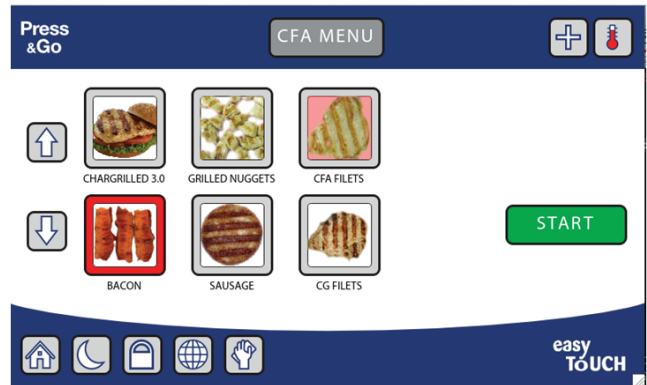 Press
&Go
CFA MENU
CHARGRILLED 3.0
GRILLED NUGGETS
CFA FILETS
START
BACON
SAUSAGE
CG FILETS
easy
TOUCH